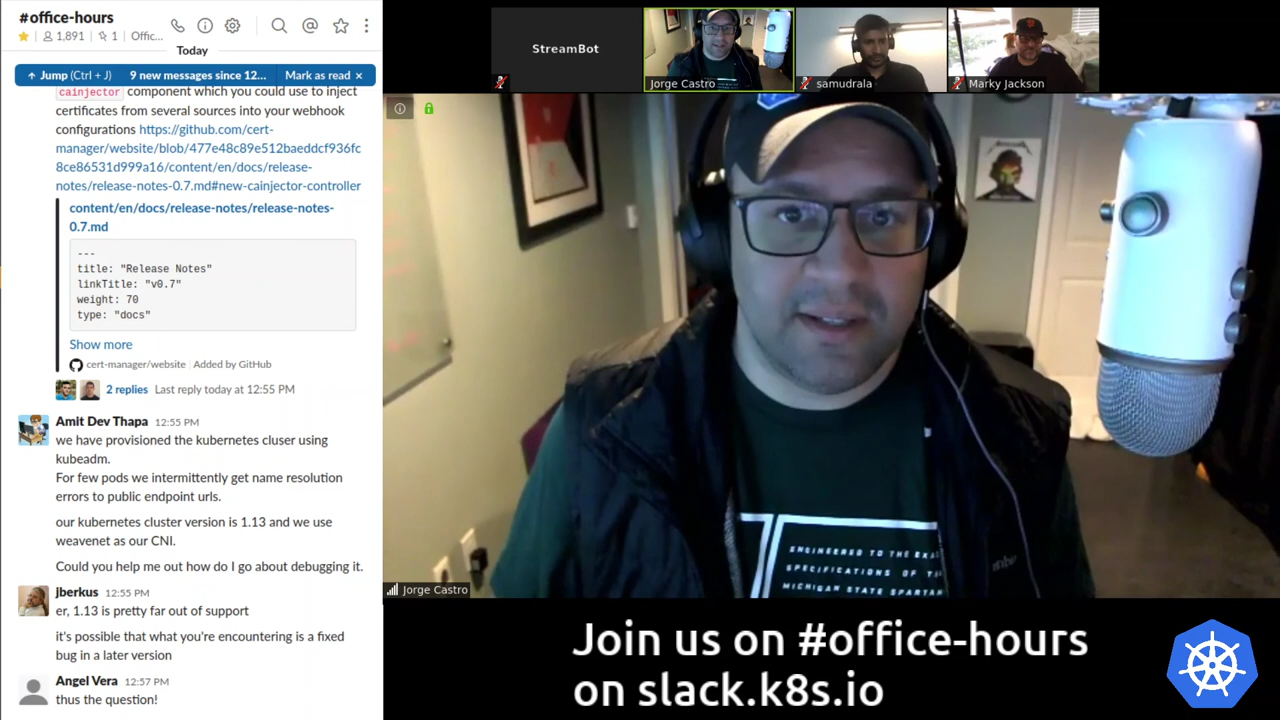 #office-hours
1,891
1
Offic...
Today
Jump (Ctrl + J)
9 new messages since 12...
Mark as read ×
cainjector component which you could use to inject
certificates from several sources into your webhook
configurations https://github.com/cert-
manager/website/blob/477e48c89e512baeddcf936fc
8ce86531d999a16/content/en/docs/release-
notes/release-notes-0.7.md#new-cainjector-controller
content/en/docs/release-notes/release-notes-
0.7.md
---
title: "Release Notes"
linkTitle: "v0.7"
weight: 70
type: "docs"
Show more
cert-manager/website | Added by GitHub
2 replies Last reply today at 12:55 PM
Amit Dev Thapa 12:55 PM
we have provisioned the kubernetes cluser using
kubeadm.
For few pods we intermittently get name resolution
errors to public endpoint urls.
our kubernetes cluster version is 1.13 and we use
weavenet as our CNI.
Could you help me out how do I go about debugging it.
jberkus 12:55 PM
er, 1.13 is pretty far out of support
it's possible that what you're encountering is a fixed
bug in a later version
Angel Vera 12:57 PM
thus the question!
StreamBot
Jorge Castro
samudrala
Marky Jackson
ENGINEERED TO THE EXA
SPECIFICATIONS OF T
MICHIGAN STATE SPARTAN
Jorge Castro
Join us on #office-hours
on slack.k8s.io